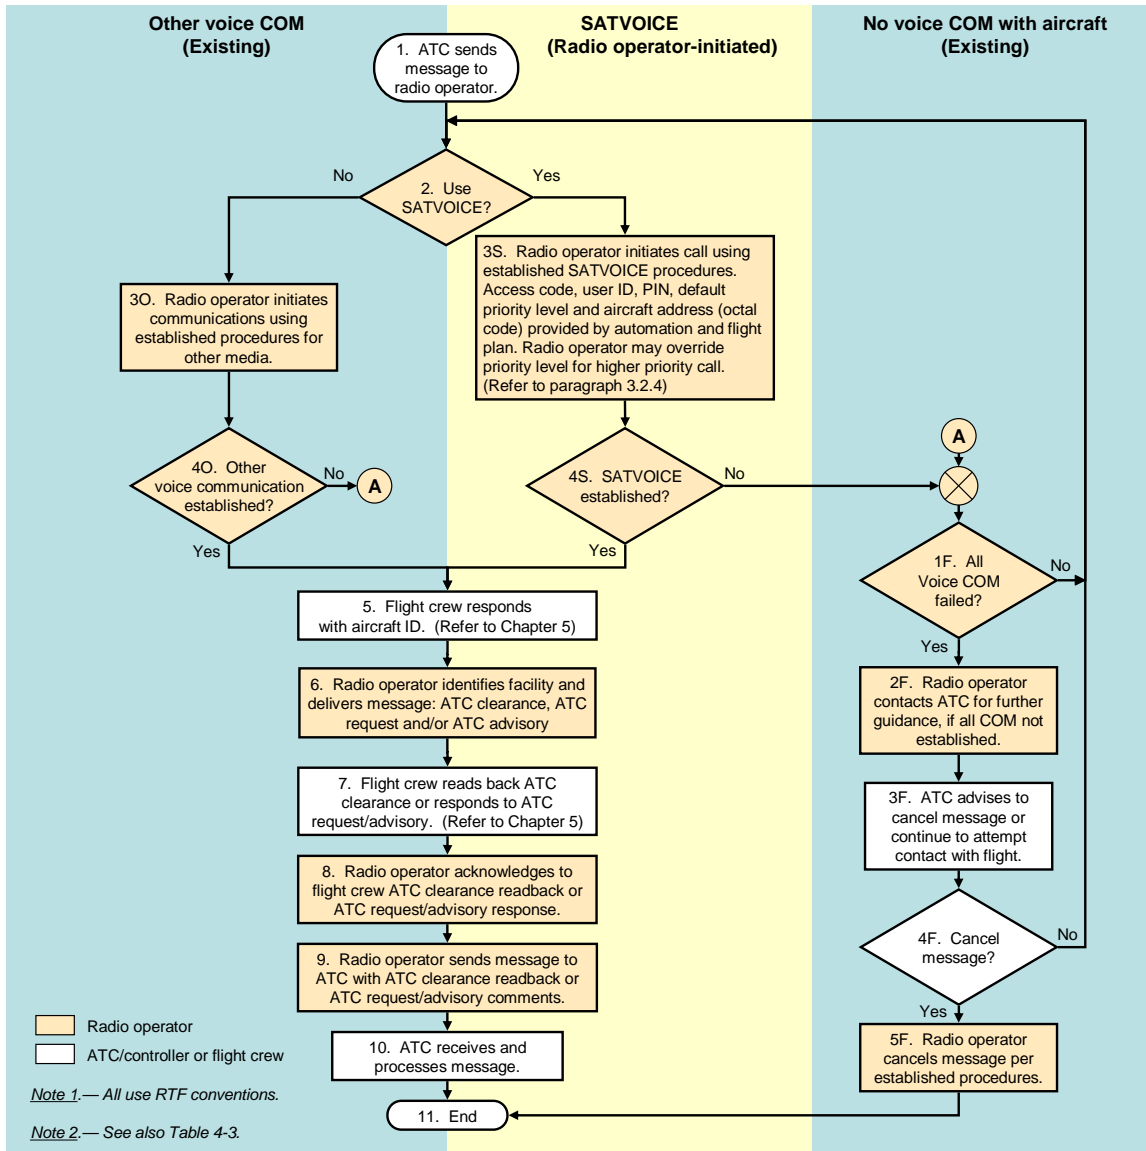 Other voice COM
(Existing)
SATVOICE
(Radio operator-initiated)
No voice COM with aircraft
(Existing)
1. ATC sends
message to
radio operator.
No
Yes
2. Use
SATVOICE?
3S. Radio operator initiates call using
established SATVOICE procedures.
Access code, user ID, PIN, default
priority level and aircraft address (octal
code) provided by automation and flight
plan. Radio operator may override
priority level for higher priority call.
(Refer to paragraph 3.2.4)
3O. Radio operator initiates
communications using
established procedures for
other media.
A
4O. Other
voice communication
established?
No
A
4S. SATVOICE
established?
No
Yes
Yes
1F. All
Voice COM
failed?
No
Yes
5. Flight crew responds
with aircraft ID. (Refer to Chapter 5)
6. Radio operator identifies facility and
delivers message: ATC clearance, ATC
request and/or ATC advisory
2F. Radio operator
contacts ATC for further
guidance, if all COM not
established.
7. Flight crew reads back ATC
clearance or responds to ATC
request/advisory. (Refer to Chapter 5)
3F. ATC advises to
cancel message or
continue to attempt
contact with flight.
8. Radio operator acknowledges to
flight crew ATC clearance readback or
ATC request/advisory response.
4F. Cancel
message?
No
Yes
9. Radio operator sends message to
ATC with ATC clearance readback or
ATC request/advisory comments.
10. ATC receives and
processes message.
5F. Radio operator
cancels message per
established procedures.
11. End
Radio operator
ATC/controller or flight crew
Note 1.— All use RTF conventions.
Note 2.— See also Table 4-3.